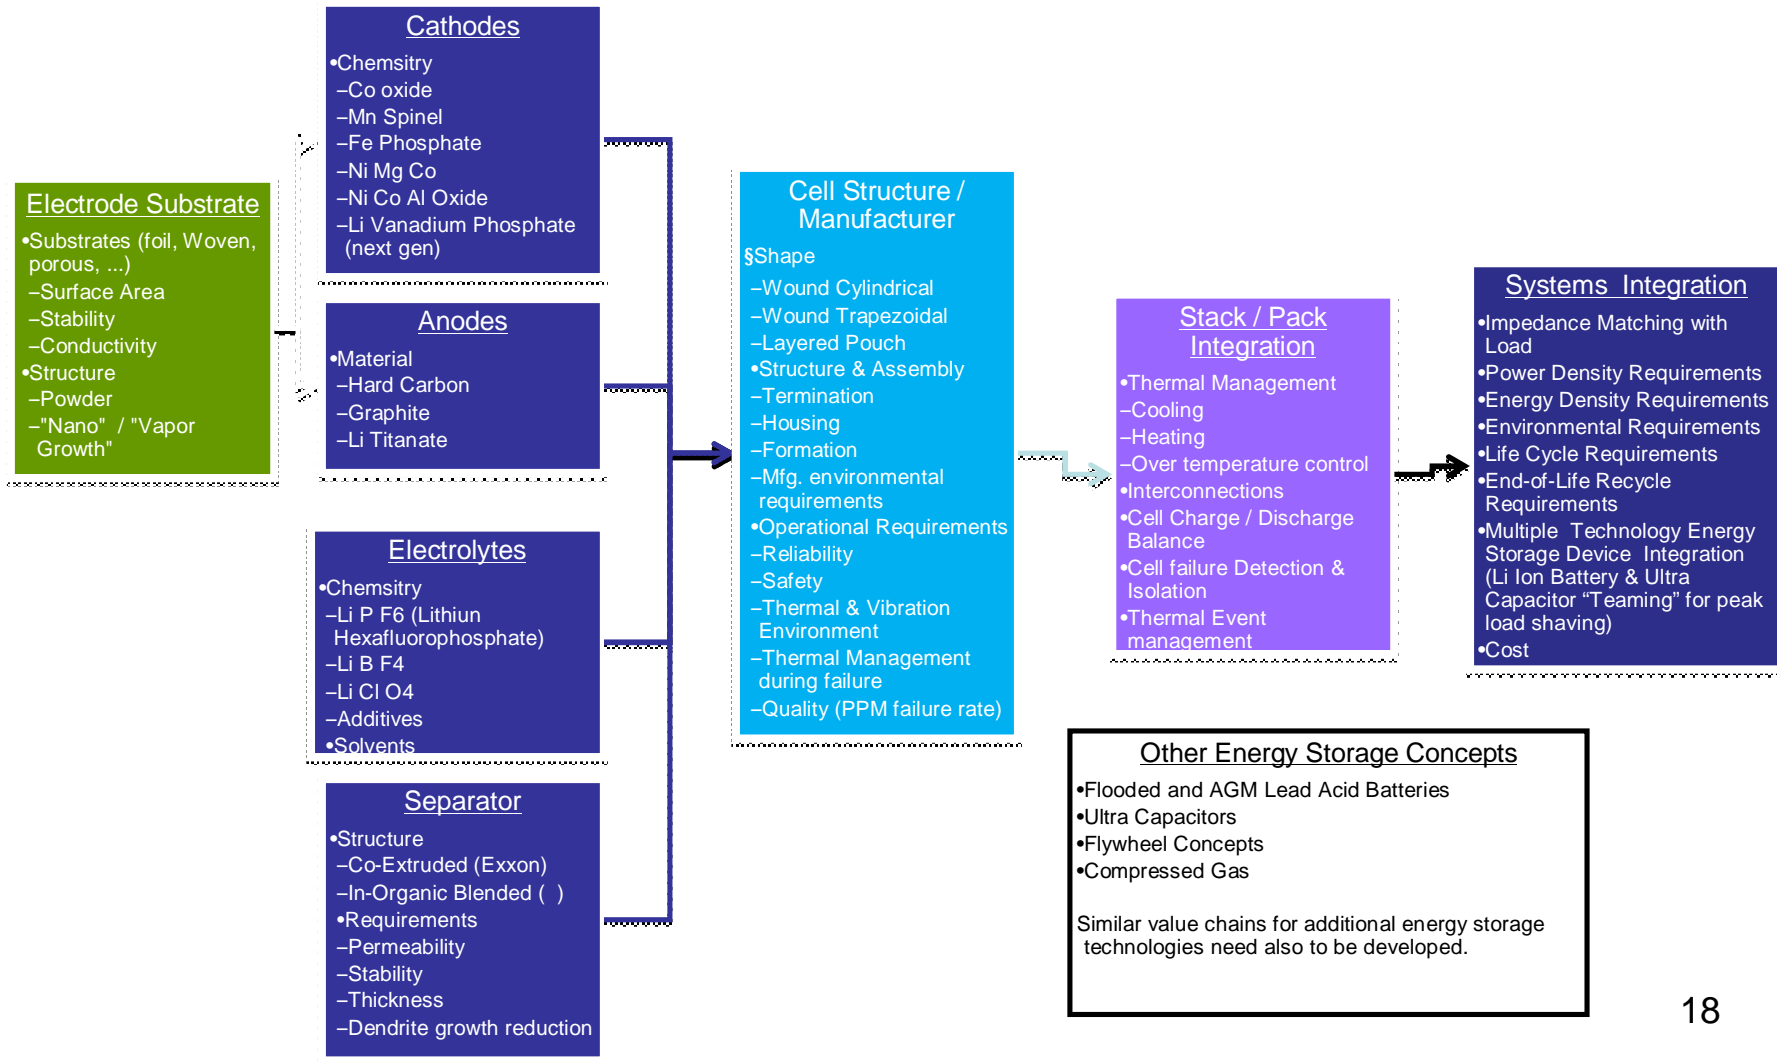 Electrode Substrate
•Substrates (foil, Woven,
porous, ...)
–Surface Area
–Stability
–Conductivity
•Structure
–Powder
–"Nano" / "Vapor
Growth"
Cathodes
•Chemsitry
–Co oxide
–Mn Spinel
–Fe Phosphate
–Ni Mg Co
–Ni Co Al Oxide
–Li Vanadium Phosphate
(next gen)
Anodes
•Material
–Hard Carbon
–Graphite
–Li Titanate
Electrolytes
•Chemsitry
–Li P F6 (Lithiun
Hexafluorophosphate)
–Li B F4
–Li Cl O4
–Additives
•Solvents
Separator
•Structure
–Co-Extruded (Exxon)
–In-Organic Blended ( )
•Requirements
–Permeability
–Stability
–Thickness
–Dendrite growth reduction
Cell Structure /
Manufacturer
§Shape
–Wound Cylindrical
–Wound Trapezoidal
–Layered Pouch
•Structure & Assembly
–Termination
–Housing
–Formation
–Mfg. environmental
requirements
•Operational Requirements
–Reliability
–Safety
–Thermal & Vibration
Environment
–Thermal Management
during failure
–Quality (PPM failure rate)
Stack / Pack
Integration
•Thermal Management
–Cooling
–Heating
–Over temperature control
•Interconnections
•Cell Charge / Discharge
Balance
•Cell failure Detection &
Isolation
•Thermal Event
management
Systems Integration
•Impedance Matching with
Load
•Power Density Requirements
•Energy Density Requirements
•Environmental Requirements
•Life Cycle Requirements
•End-of-Life Recycle
Requirements
•Multiple Technology Energy
Storage Device Integration
(Li Ion Battery & Ultra
Capacitor “Teaming” for peak
load shaving)
•Cost
Other Energy Storage Concepts
•Flooded and AGM Lead Acid Batteries
•Ultra Capacitors
•Flywheel Concepts
•Compressed Gas
Similar value chains for additional energy storage
technologies need also to be developed.
18